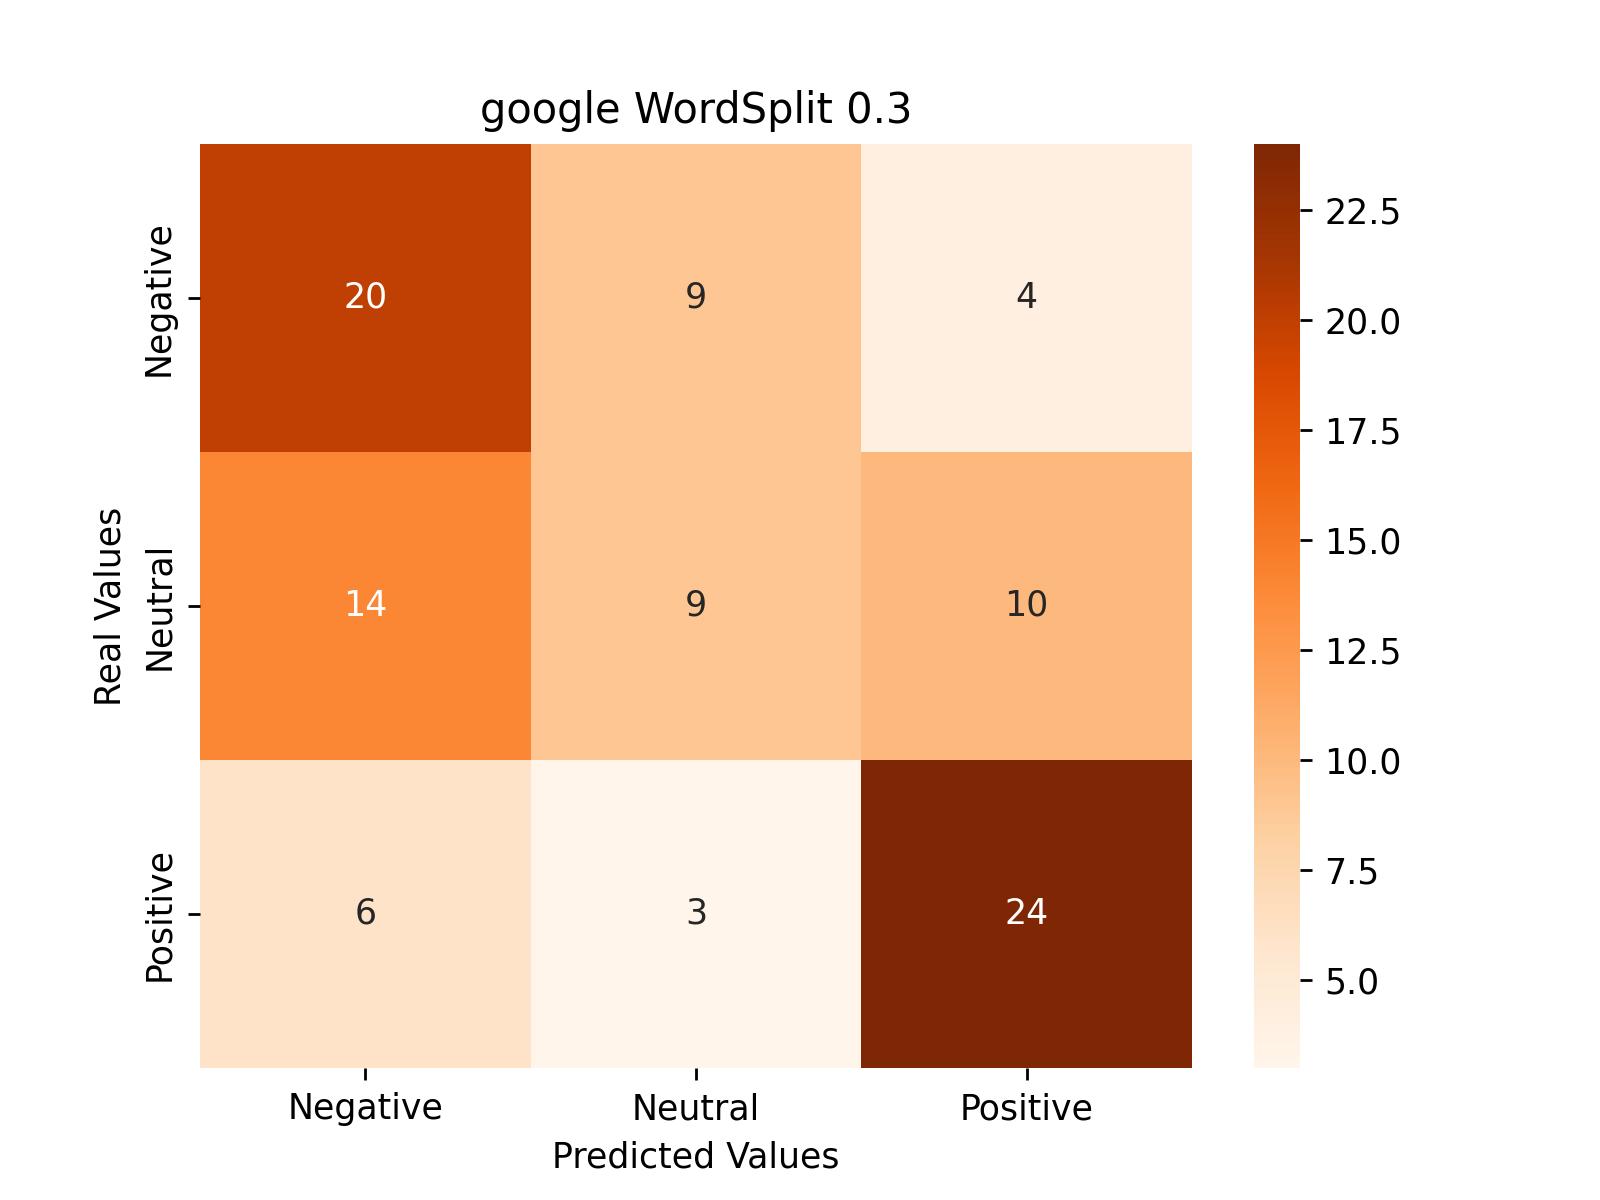 google WordSplit 0.3
Real Values
Negative
20 9 4
Neutral
14 9 10
Positive
6 3 24
Negative Neutral Positive
Predicted Values
22.5
20.0
17.5
15.0
12.5
10.0
7.5
5.0